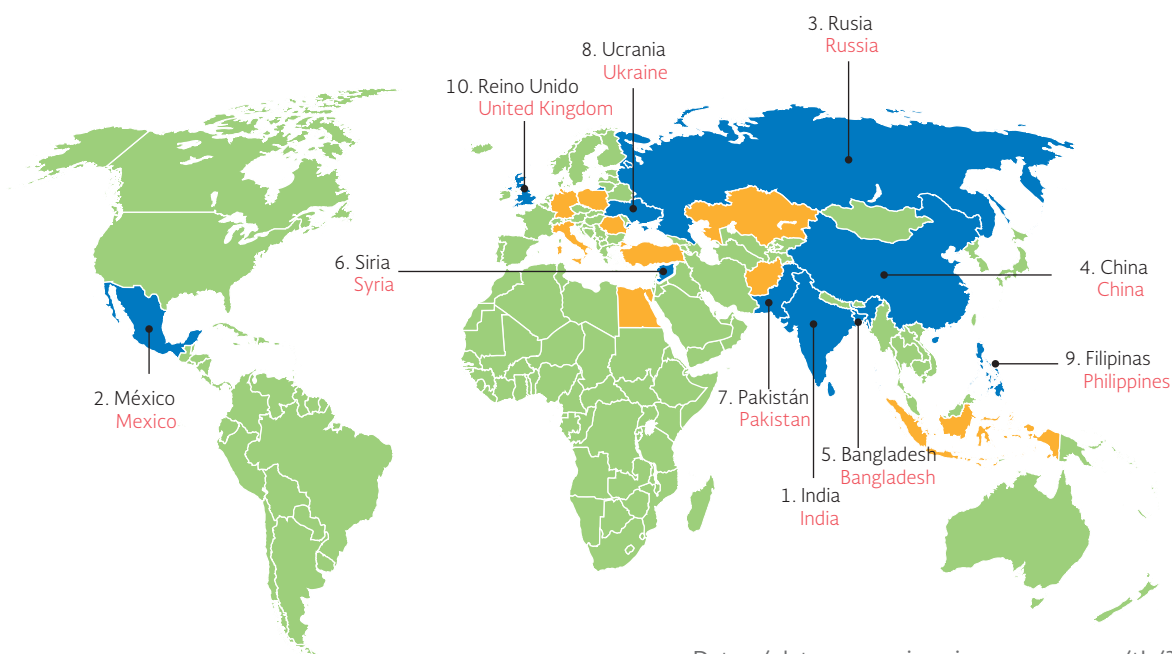 3. Rusia
Russia
8. Ucrania
Ukraine
10. Reino Unido
United Kingdom
6. Siria
Syria
4. China
China
9. Filipinas
Philippines
2. México
Mexico
7. Pakistán
Pakistan
5. Bangladesh
Bangladesh
1. India
India